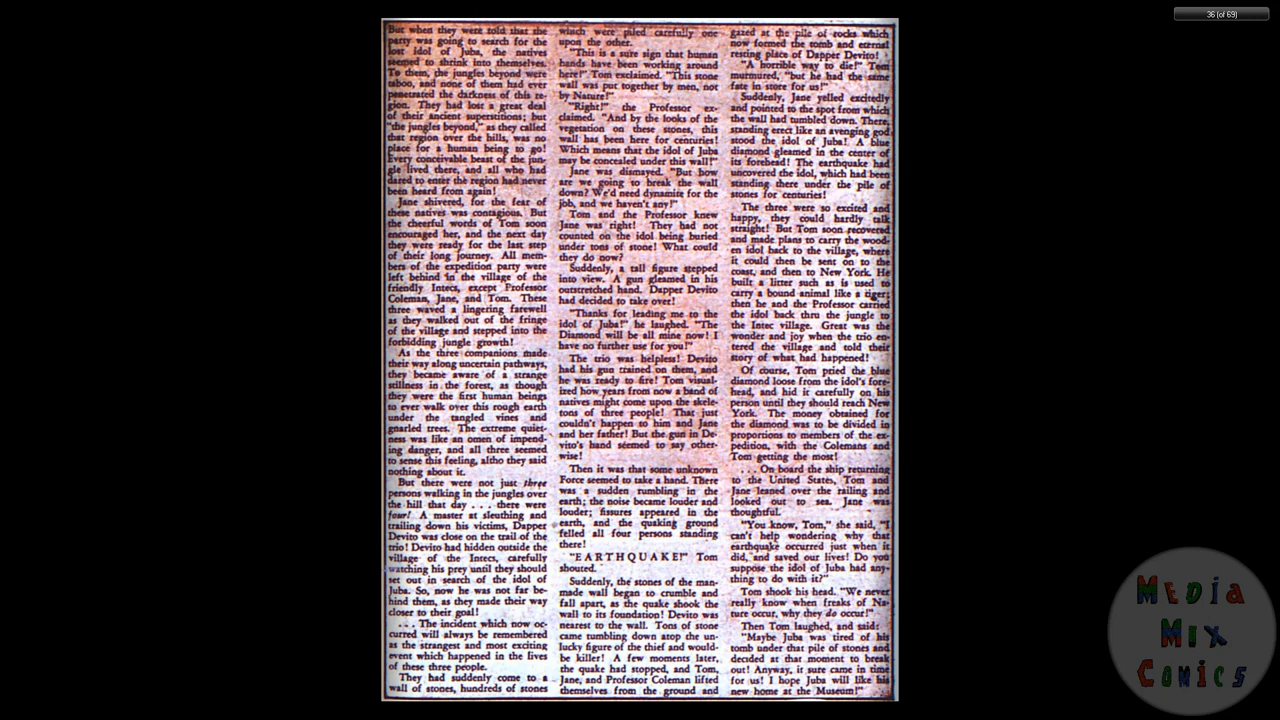 36 (of 69)
But when they were told that the
party was going to search for the
lost idol of Juba, the natives
seemed to shrink into themselves.
To them, the jungles beyond were
taboo, and none of them had ever
penetrated the darkness of this re-
gion. They had lost a great deal
of their ancient superstitions; but
"the jungles beyond," as they called
that region over the hills, was no
place for a human being to go!
Every conceivable beast of the jun-
gle lived there, and all who had
dared to enter the region had never
been heard from again!
Jane shivered, for the fear of
these natives was contagious. But
the cheerful words of Tom soon
encouraged her, and the next day
they were ready for the last step
of their long journey. All mem-
bers of the expedition party were
left behind in the village of the
friendly Intecs, except Professor
Coleman, Jane, and Tom. These
three waved a lingering farewell
as they walked out of the fringe
of the village and stepped into the
forbidding jungle growth!
As the three companions made
their way along uncertain pathways,
they became aware of a strange
stillness in the forest, as though
they were the first human beings
to ever walk over this rough earth
under the tangled vines and
gnarled trees. The extreme quiet-
ness was like an omen of impend-
ing danger, and all three seemed
to sense this feeling, altho they said
nothing about it.
But there were not just three
persons walking in the jungles over
the hill that day . . . there were
four! A master at sleuthing and
trailing down his victims, Dapper
Devito was close on the trail of the
trio! Devito had hidden outside the
village of the Intecs, carefully
watching his prey until they should
set out in search of the idol of
Juba. So, now he was not far be-
hind them, as they made their way
closer to their goal!
. . . The incident which now oc-
curred will always be remembered
as the strangest and most exciting
event which happened in the lives
of these three people.
They had suddenly come to a
wall of stones, hundreds of stones
which were piled carefully one
upon the other.
"This is a sure sign that human
hands have been working around
here!" Tom exclaimed. "This stone
wall was put together by men, not
by Nature!"
"Right!" the Professor ex-
claimed. "And by the looks of the
vegetation on these stones, this
wall has been here for centuries!
Which means that the idol of Juba
may be concealed under this wall!"
Jane was dismayed. "But how
are we going to break the wall
down? We'd need dynamite for the
job, and we haven't any!"
Tom and the Professor knew
Jane was right! They had not
counted on the idol being buried
under tons of stone! What could
they do now?
Suddenly, a tall figure stepped
into view. A gun gleamed in his
outstretched hand. Dapper Devito
had decided to take over!
"Thanks for leading me to the
idol of Juba!" he laughed. "The
Diamond will be all mine now! I
have no further use for you!"
The trio was helpless! Devito
had his gun trained on them, and
he was ready to fire! Tom visual-
ized how years from now a band of
natives might come upon the skele-
tons of three people! That just
couldn't happen to him and Jane
and her father! But the gun in De-
vito's hand seemed to say other-
wise!
Then it was that some unknown
Force seemed to take a hand. There
was a sudden rumbling in the
earth; the noise became louder and
louder; fissures appeared in the
earth, and the quaking ground
felled all four persons standing
there!
"EARTHQUAKE!" Tom
shouted.
Suddenly, the stones of the man-
made wall began to crumble and
fall apart, as the quake shook the
wall to its foundation! Devito was
nearest to the wall. Tons of stone
came tumbling down atop the un-
lucky figure of the thief and would-
be killer! A few moments later,
the quake had stopped, and Tom,
Jane, and Professor Coleman lifted
themselves from the ground and
gazed at the pile of rocks which
now formed the tomb and eternal
resting place of Dapper Devito!
"A horrible way to die!" Tom
murmured, "but he had the same
fate in store for us!"
Suddenly, Jane yelled excitedly
and pointed to the spot from which
the wall had tumbled down. There,
standing erect like an avenging god
stood the idol of Juba! A blue
diamond gleamed in the center of
its forehead! The earthquake had
uncovered the idol, which had been
standing there under the pile of
stones for centuries!
The three were so excited and
happy, they could hardly talk
straight! But Tom soon recovered
and made plans to carry the wood-
en idol back to the village, where
it could then be sent on to the
coast, and then to New York. He
built a litter such as is used to
carry a bound animal like a tiger;
then he and the Professor carried
the idol back thru the jungle to
the Intec village. Great was the
wonder and joy when the trio en-
tered the village and told their
story of what had happened!
Of course, Tom pried the blue
diamond loose from the idol's fore-
head, and hid it carefully on his
person until they should reach New
York. The money obtained for
the diamond was to be divided in
proportions to members of the ex-
pedition, with the Colemans and
Tom getting the most!
. . . On board the ship returning
to the United States, Tom and
Jane leaned over the railing and
looked out to sea. Jane was
thoughtful.
"You know, Tom," she said, "I
can't help wondering why that
earthquake occurred just when it
did, and saved our lives! Do you
suppose the idol of Juba had any-
thing to do with it?"
Tom shook his head. "We never
really know when freaks of Na-
ture occur, why they do occur!"
Then Tom laughed, and said:
"Maybe Juba was tired of his
tomb under that pile of stones and
decided at that moment to break
out! Anyway, it sure came in time
for us! I hope Juba will like his
new home at the Museum!"
MEDia
Mix
Comics